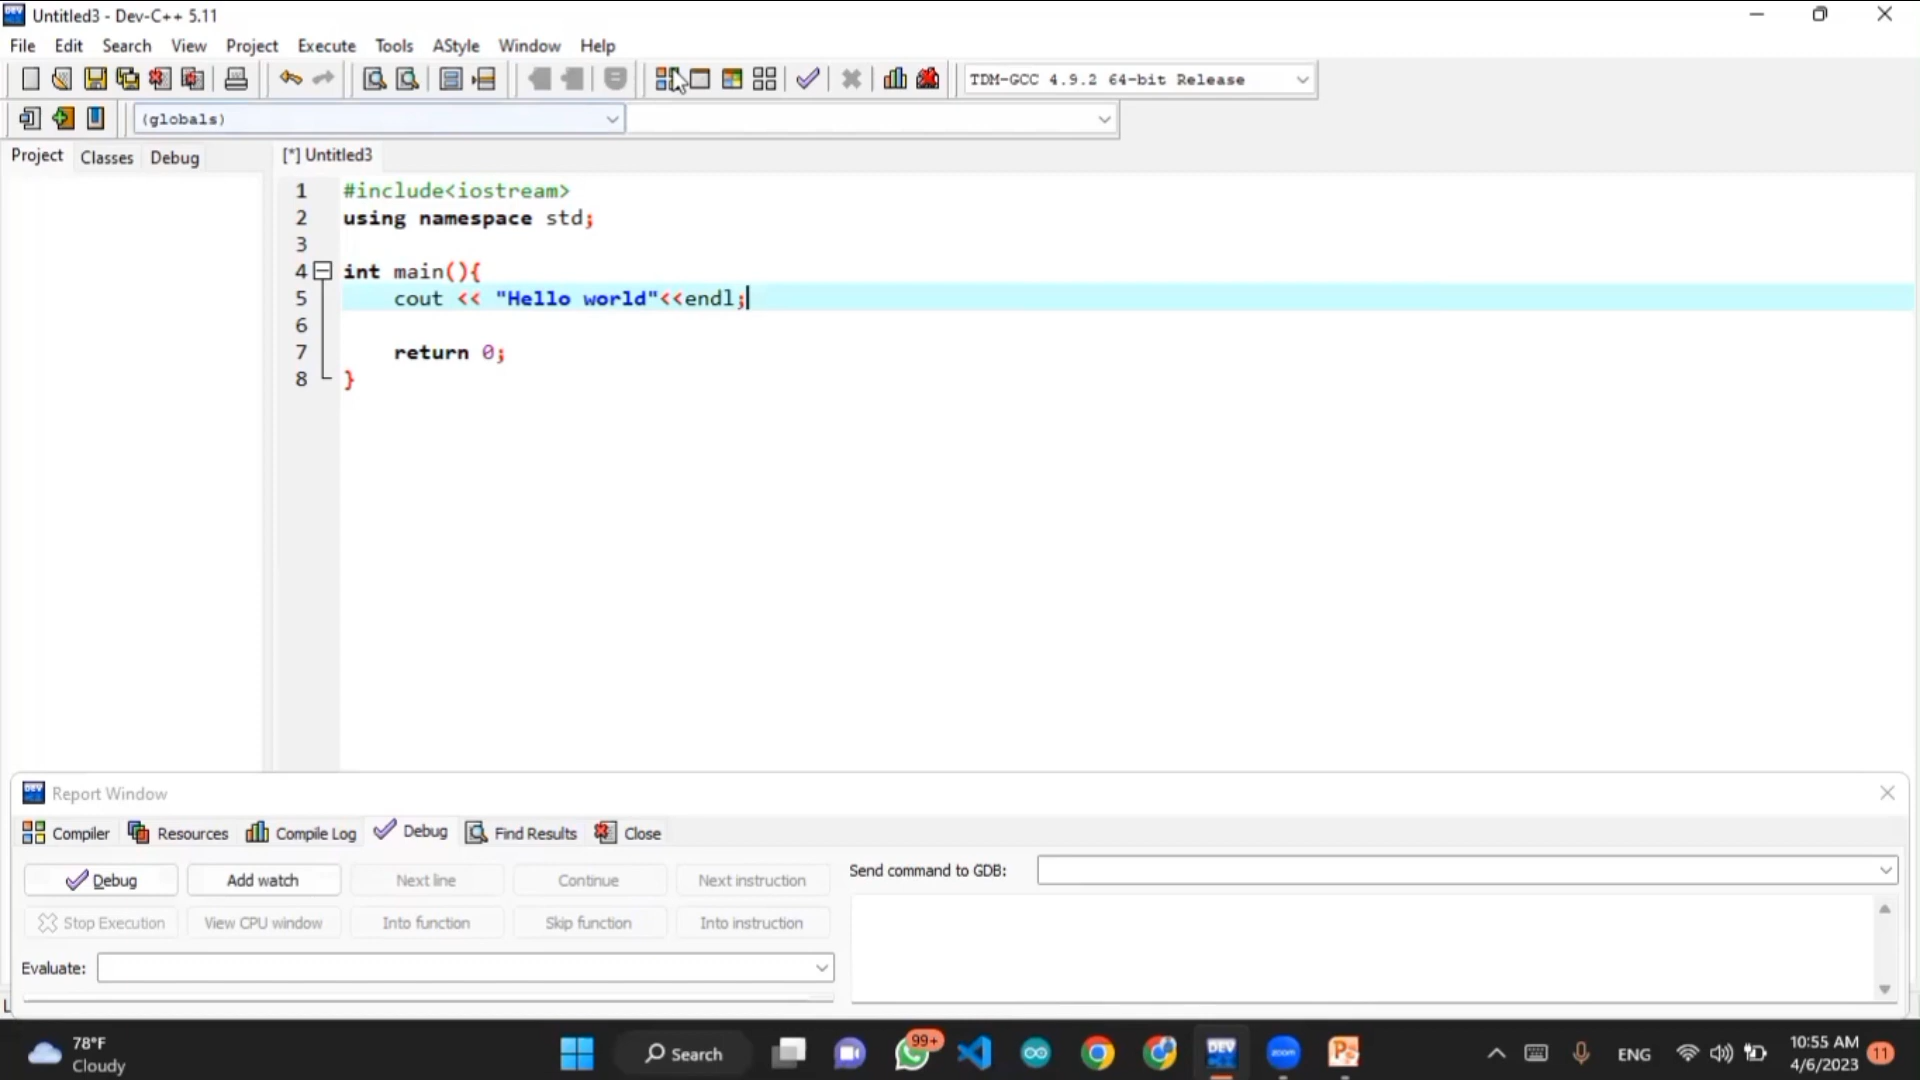 Untitled3 - Dev-C++ 5.11
File Edit Search View Project Execute Tools AStyle Window Help
TDM-GCC 4.9.2 64-bit Release
(globals)
Project Classes Debug [*] Untitled3
1 #include<iostream>
2 using namespace std;
3
4 int main(){
5 cout << "Hello world"<<endl;
6
7 return 0;
8 }
Report Window
Compiler Resources Compile Log Debug Find Results Close
Debug Add watch Next line Continue Next instruction Send command to GDB:
Stop Execution View CPU window Into function Skip function Into instruction
Evaluate:
78°F
Cloudy
Search
99+
DEV
zoom
ENG
10:55 AM
4/6/2023
11